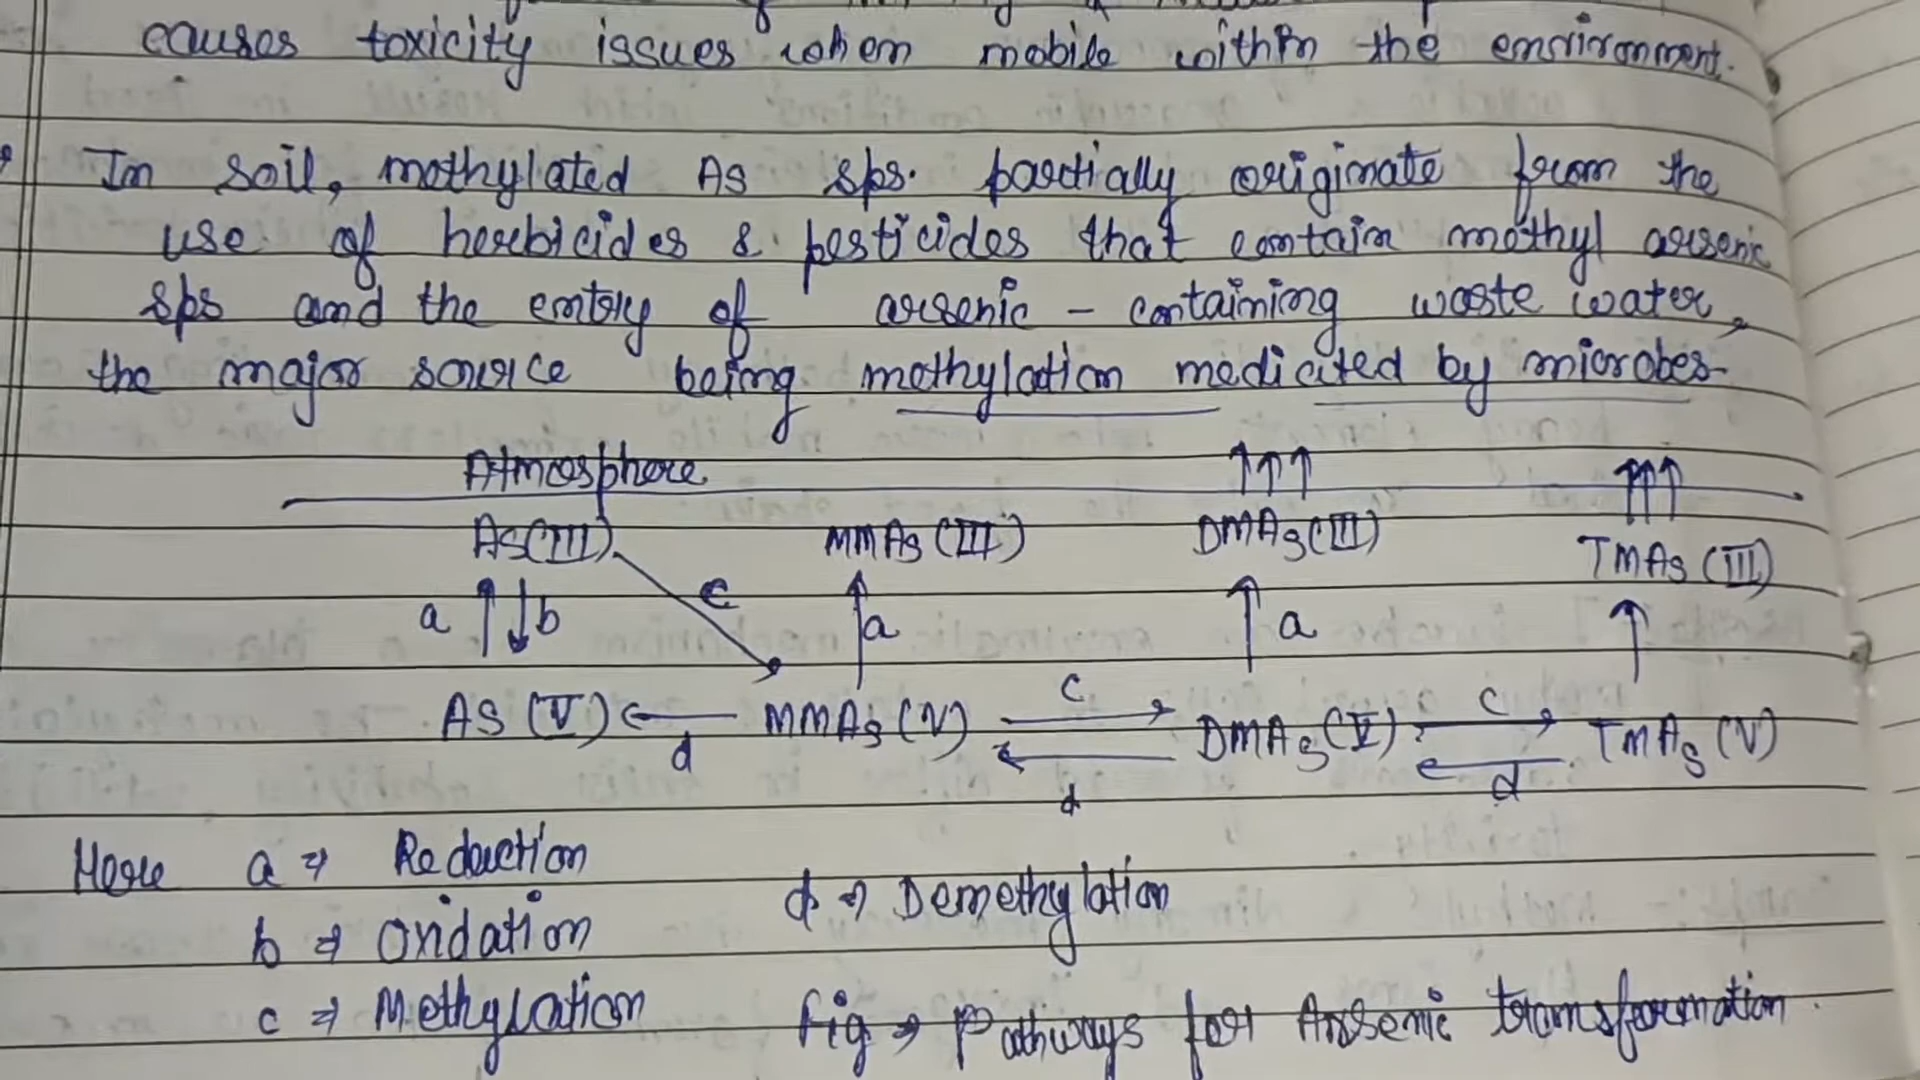 causes toxicity issues when mobile within the environment.
In soil, methylated As sps. partially originate from the
use of herbicides & pesticides that contain methyl arsenic
sps and the entry of arsenic - containing waste water,
the major source being methylation medicated by microbes-
Atmosphere
As(III) MMAs (III) DMAs(III) TMAs (III)
a b c a a
As (V) d MMAs (V) c d DMAs (V) c d TMAs (V)
Here a ⇒ Reduction
d ⇒ Demethylation
b ⇒ Oxidation
c ⇒ Methylation
fig ⇒ Pathways for Arsenic transformation.